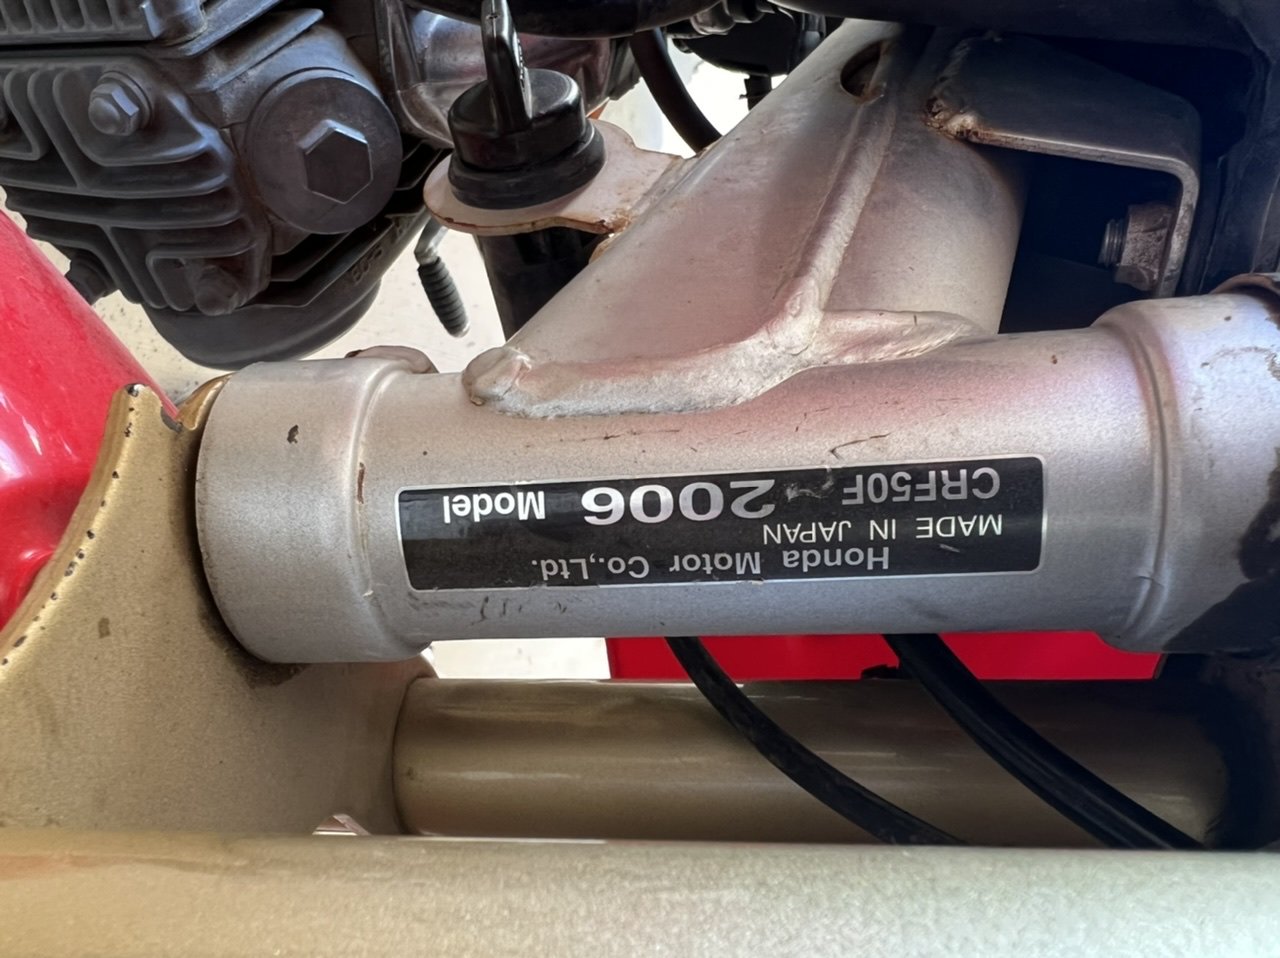 Honda Motor Co.,Ltd.
MADE IN JAPAN
CRF50F 2006 Model